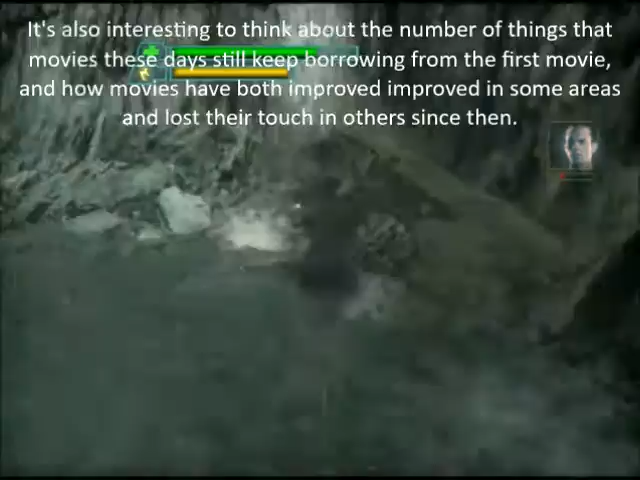 It's also interesting to think about the number of things that
movies these days still keep borrowing from the first movie,
and how movies have both improved improved in some areas
and lost their touch in others since then.